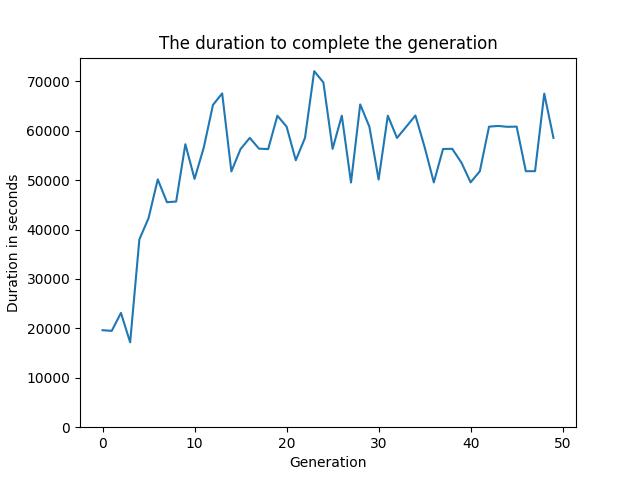 The duration to complete the generation
70000
60000
50000
40000
30000
20000
10000
0
Duration in seconds
0 10 20 30 40 50
Generation